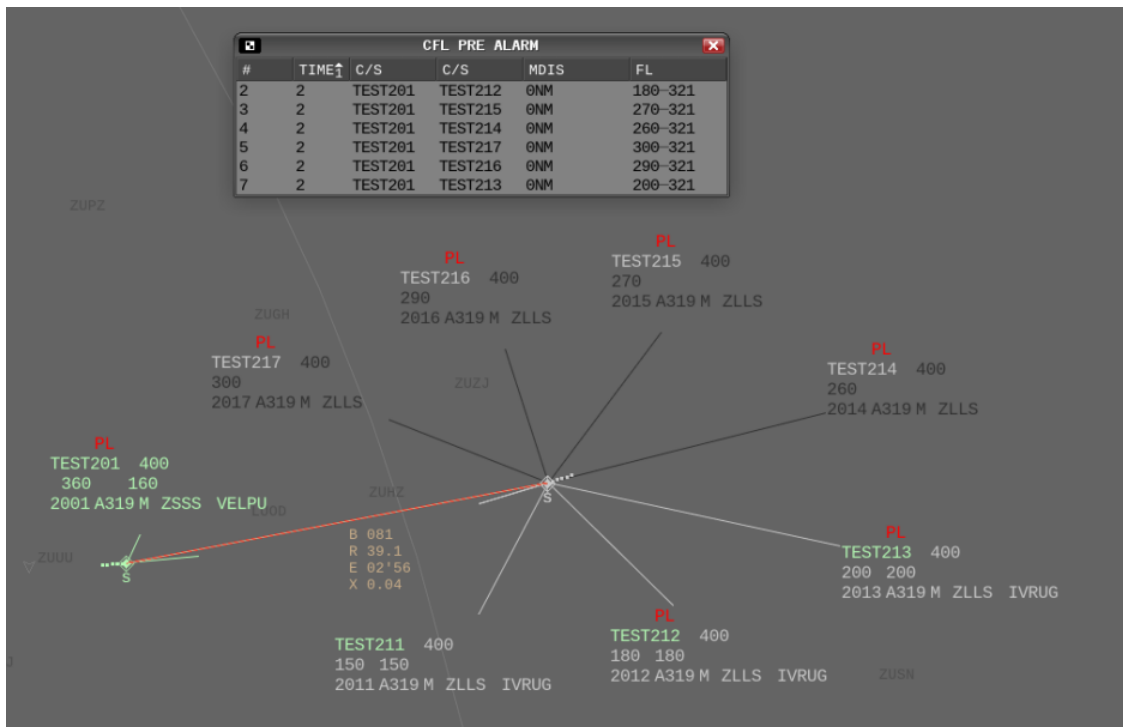 CFL PRE ALARM
# TIME 1 C/S C/S MDIS FL
2 2 TEST201 TEST212 0NM 180-321
3 2 TEST201 TEST215 0NM 270-321
4 2 TEST201 TEST214 0NM 260-321
5 2 TEST201 TEST217 0NM 300-321
6 2 TEST201 TEST216 0NM 290-321
7 2 TEST201 TEST213 0NM 200-321
ZUPZ
PL
TEST215 400
270
2015 A319 M ZLLS
PL
TEST216 400
290
2016 A319 M ZLLS
ZUGH
PL
TEST217 400
300
2017 A319 M ZLLS
ZUZJ
PL
TEST214 400
260
2014 A319 M ZLLS
PL
TEST201 400
360 160
2001 A319 M ZSSS VELPU
ZUHZ
S
ZUUU
S
B 081
R 39.1
E 02'56
X 0.04
PL
TEST213 400
200 200
2013 A319 M ZLLS IVRUG
TEST211 400
150 150
2011 A319 M ZLLS IVRUG
PL
TEST212 400
180 180
2012 A319 M ZLLS IVRUG
ZUSN